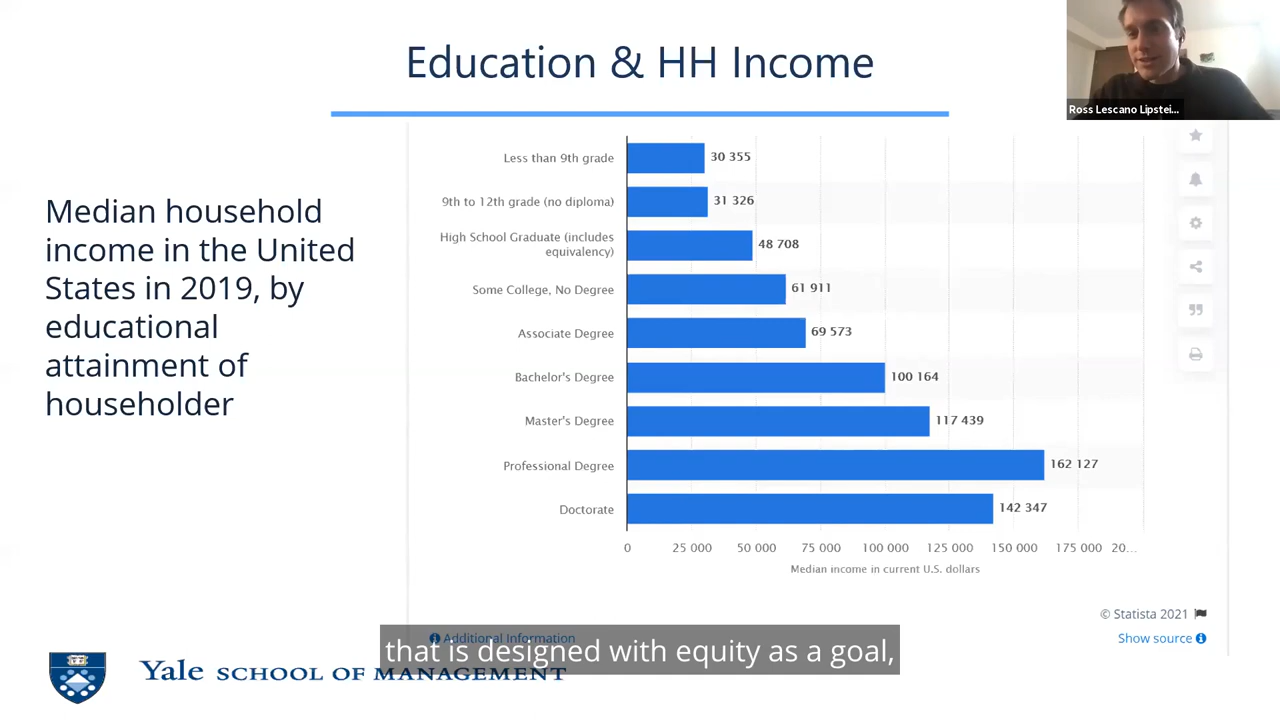 Education & HH Income
Ross Lescano Lipstei...
Median household
income in the United
States in 2019, by
educational
attainment of
householder
Less than 9th grade 30 355
9th to 12th grade (no diploma) 31 326
High School Graduate (includes
equivalency) 48 708
Some College, No Degree 61 911
Associate Degree 69 573
Bachelor's Degree 100 164
Master's Degree 117 439
Professional Degree 162 127
Doctorate 142 347
0 25 000 50 000 75 000 100 000 125 000 150 000 175 000 20...
Median income in current U.S. dollars
© Statista 2021
Additional Information
Show source
that is designed with equity as a goal,
Yale SCHOOL OF MANAGEMENT